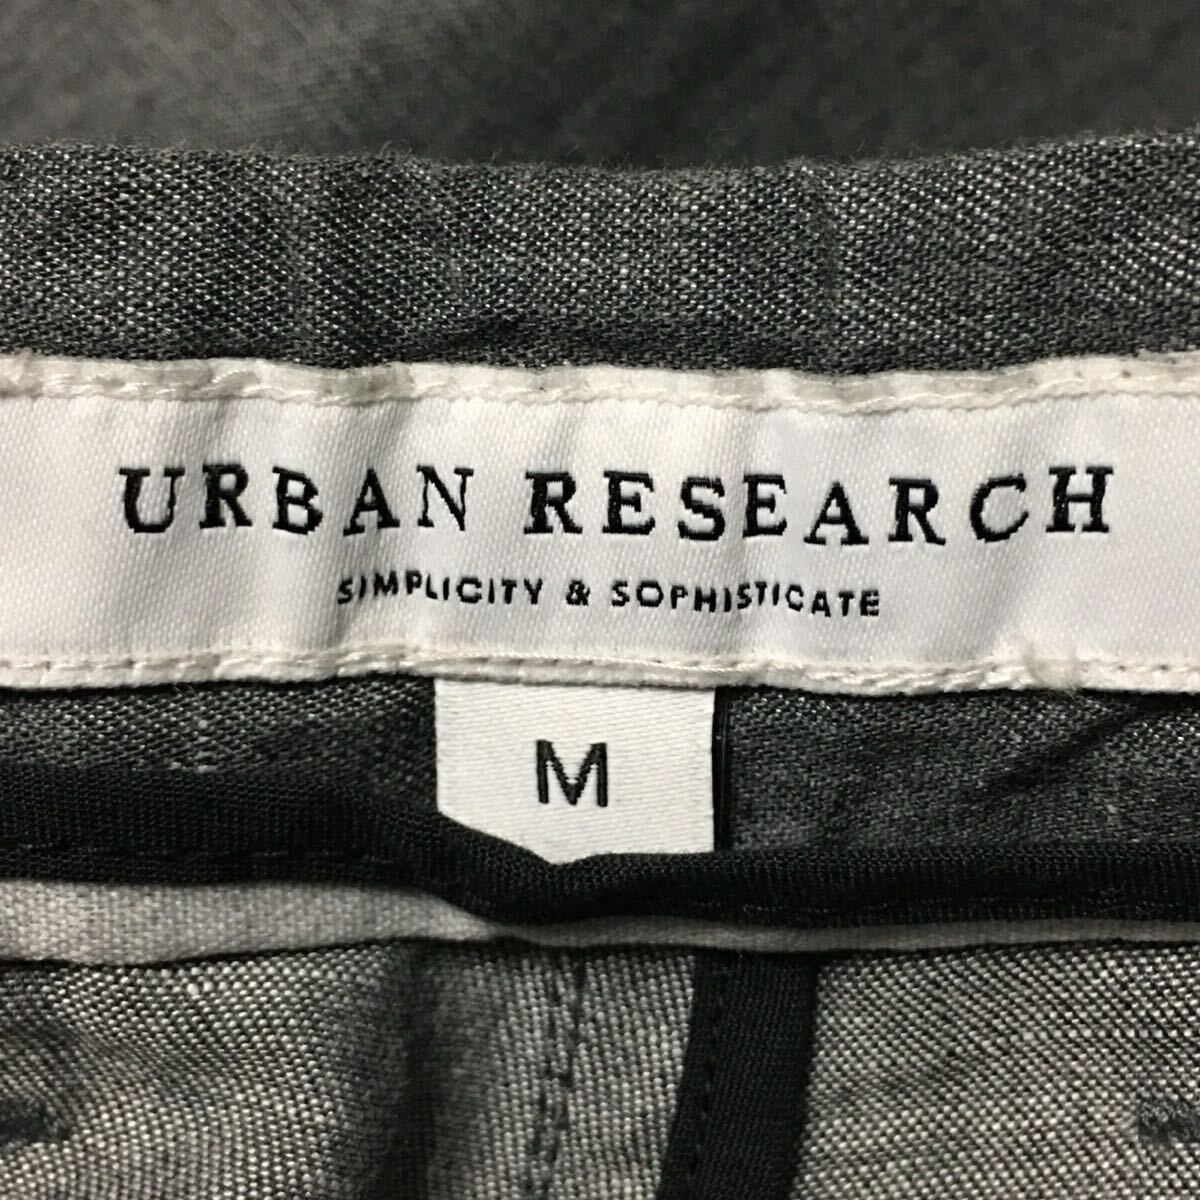 URBAN RESEARCH
SIMPLICITY & SOPHISTICATE
M